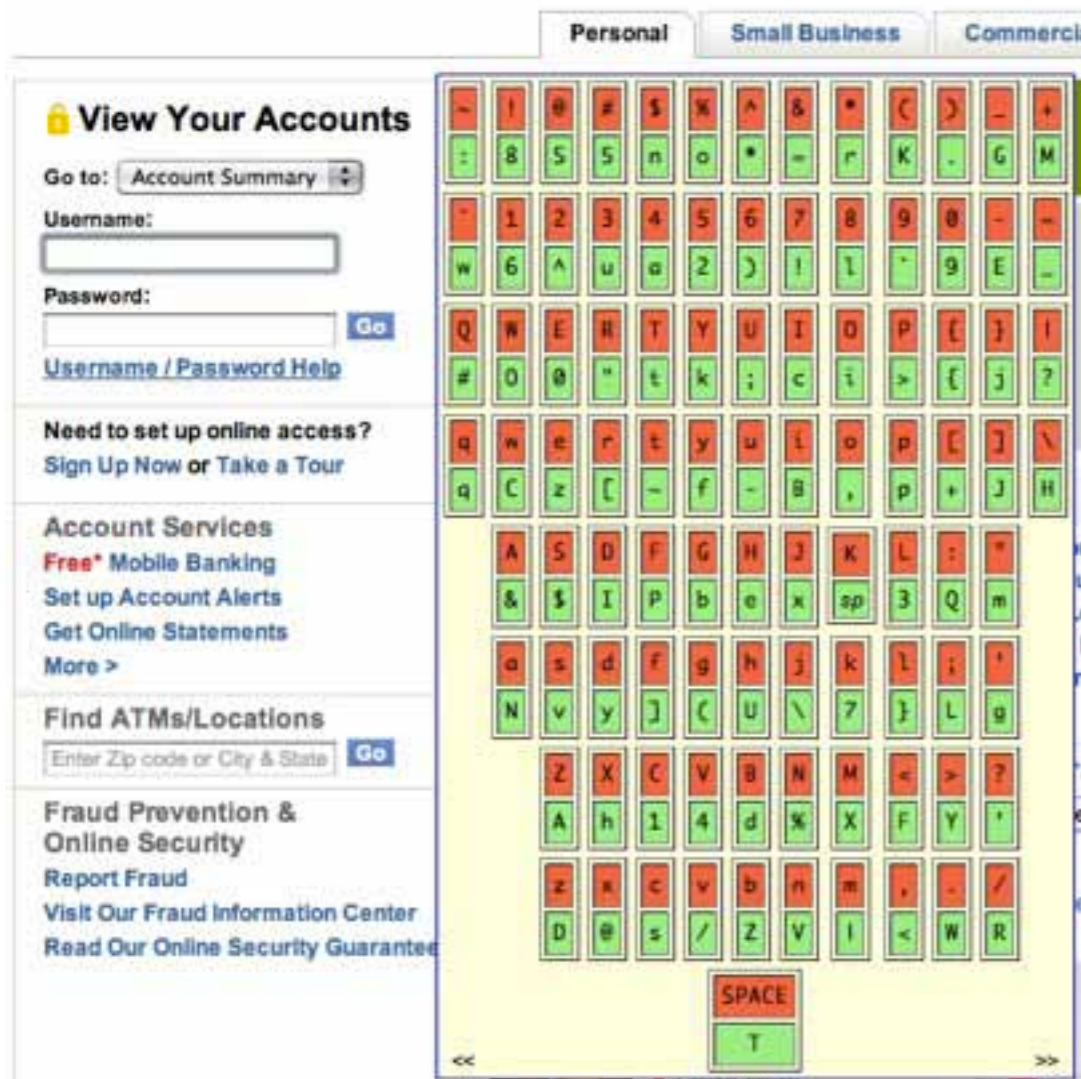 Personal Small Business Commercia
View Your Accounts
Go to: Account Summary
Username:
Password:
Go
Username / Password Help
Need to set up online access?
Sign Up Now or Take a Tour
Account Services
Free* Mobile Banking
Set up Account Alerts
Get Online Statements
More >
Find ATMs/Locations
Enter Zip code or City & State Go
Fraud Prevention &
Online Security
Report Fraud
Visit Our Fraud Information Center
Read Our Online Security Guarantee
~ ! @ # $ % ^ & * ( ) _ +
: 8 5 S n o * = r K . G M
` 1 2 3 4 5 6 7 8 9 0 - =
w 6 ^ u a 2 ) ! l ` 9 E _
Q W E R T Y U I O P { } |
# O 0 " t k ; c i > { j ?
q w e r t y u i o p [ ] \
q C z [ ~ f - B , p + J H
A S D F G H J K L : "
& $ I P b e x sp 3 Q m
a s d f g h j k l ; '
N v y ] ( U \ 7 } L g
Z X C V B N M < > ?
A h 1 4 d % X F Y '
z x c v b n m , . /
D @ s / Z V | < W R
SPACE
T
<< >>